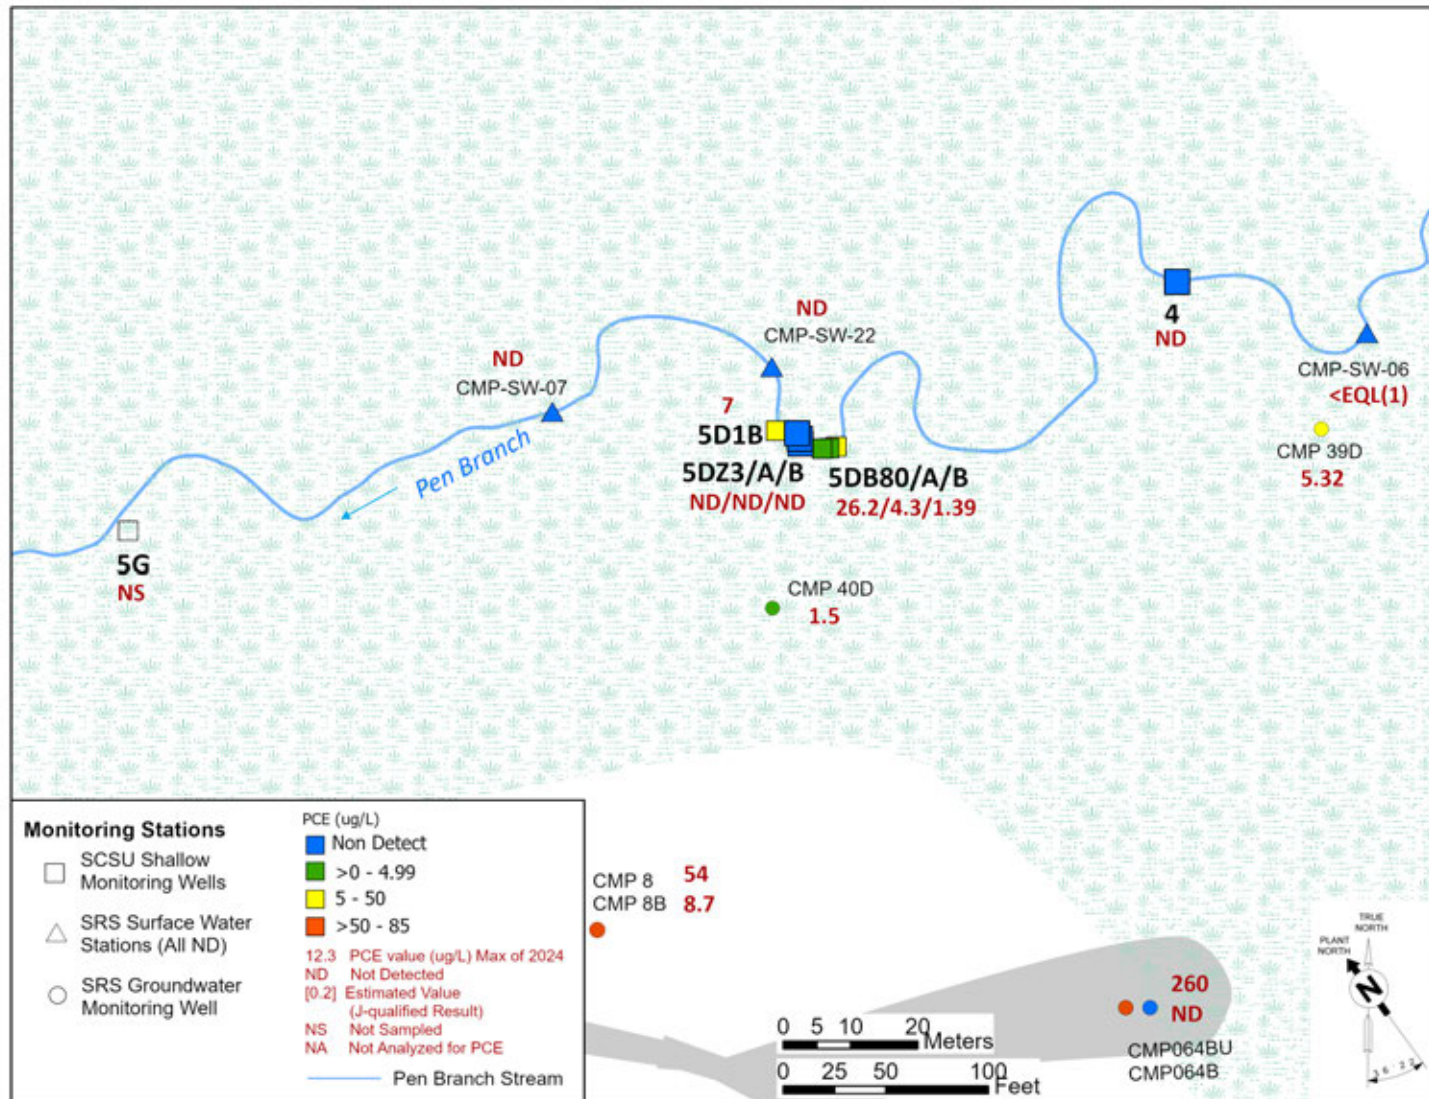 ND
CMP-SW-22
4
ND
CMP-SW-06
<EQL(1)
ND
CMP-SW-07
7
5D1B
5DZ3/A/B
ND/ND/ND
5DB80/A/B
26.2/4.3/1.39
CMP 39D
5.32
Pen Branch
5G
NS
CMP 40D
1.5
CMP 8 54
CMP 8B 8.7
260
ND
CMP064BU
CMP064B
Monitoring Stations
SCSU Shallow
Monitoring Wells
SRS Surface Water
Stations (All ND)
SRS Groundwater
Monitoring Well
PCE (ug/L)
Non Detect
>0 - 4.99
5 - 50
>50 - 85
12.3 PCE value (ug/L) Max of 2024
ND Not Detected
[0.2] Estimated Value
(J-qualified Result)
NS Not Sampled
NA Not Analyzed for PCE
Pen Branch Stream
0 5 10 20
Meters
0 25 50 100
Feet
TRUE
NORTH
PLANT
NORTH
N